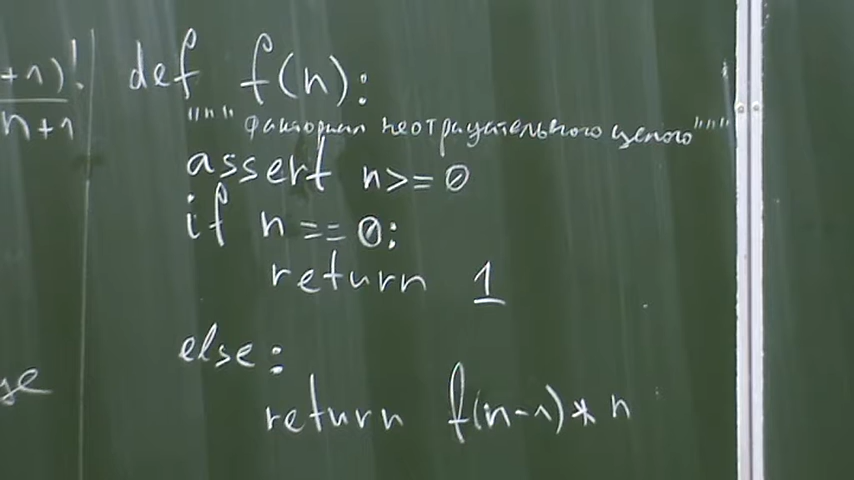 +1)!
n+1
def f(n):
""" факториал неотрицательного целого """
assert n>=0
if n==0:
return 1
else:
return f(n-1)*n